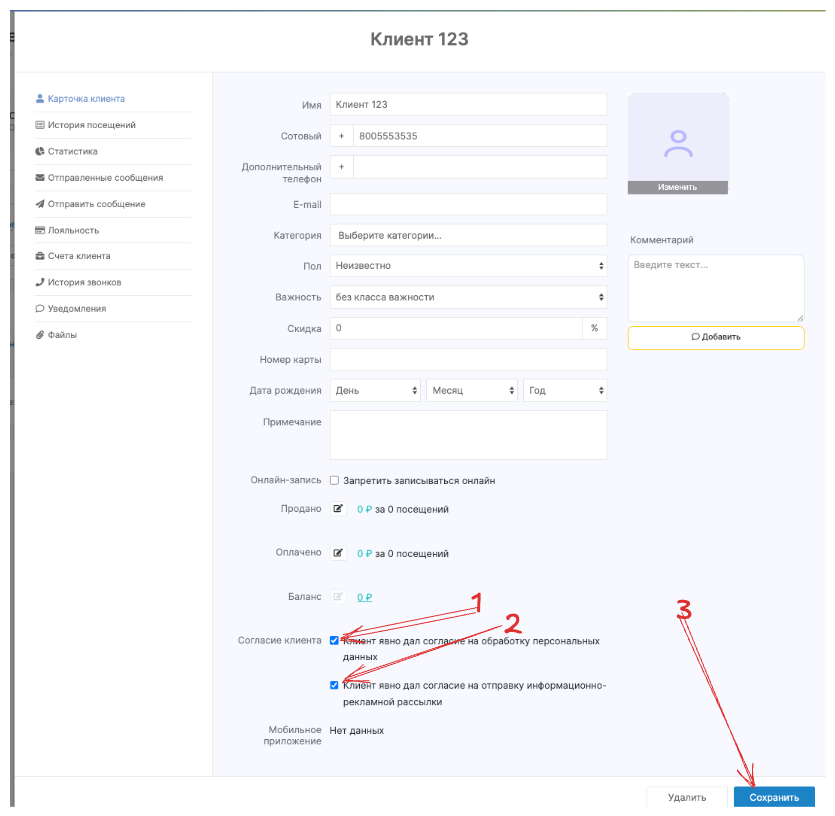 Клиент 123
Карточка клиента
История посещений
Статистика
Отправленные сообщения
Отправить сообщение
Лояльность
Счета клиента
История звонков
Уведомления
Файлы
Имя Клиент 123
Сотовый + 8005553535
Дополнительный
телефон +
E-mail
Категория Выберите категории...
Пол Неизвестно
Важность без класса важности
Скидка 0 %
Номер карты
Дата рождения День Месяц Год
Примечание
Онлайн-запись Запретить записываться онлайн
Продано 0 ₽ за 0 посещений
Оплачено 0 ₽ за 0 посещений
Баланс 0 ₽
1
2
3
Согласие клиента Клиент явно дал согласие на обработку персональных
данных
Клиент явно дал согласие на отправку информационно-
рекламной рассылки
Мобильное
приложение Нет данных
Изменить
Комментарий
Введите текст...
Добавить
Удалить Сохранить